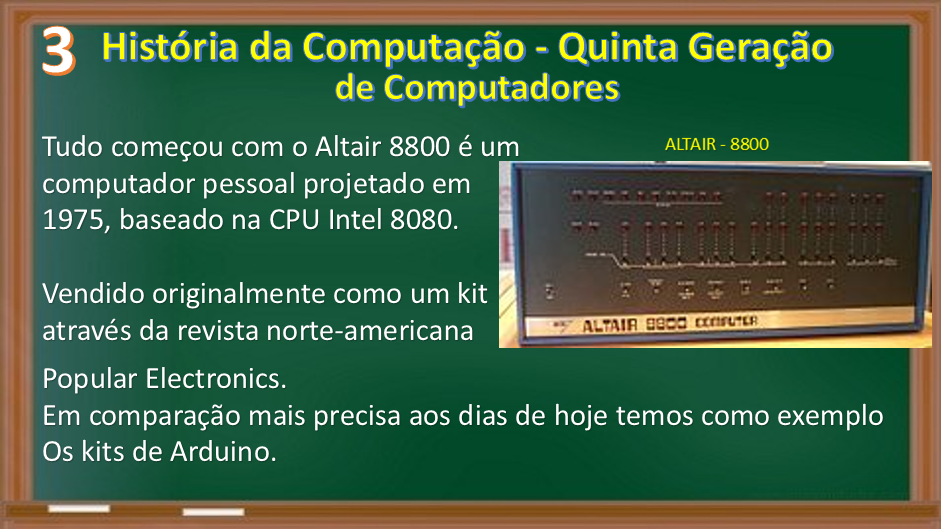 3
História da Computação - Quinta Geração
de Computadores
Tudo começou com o Altair 8800 é um
computador pessoal projetado em
1975, baseado na CPU Intel 8080.
ALTAIR - 8800
ALTAIR 8800 COMPUTER
Vendido originalmente como um kit
através da revista norte-americana
Popular Electronics.
Em comparação mais precisa aos dias de hoje temos como exemplo
Os kits de Arduino.